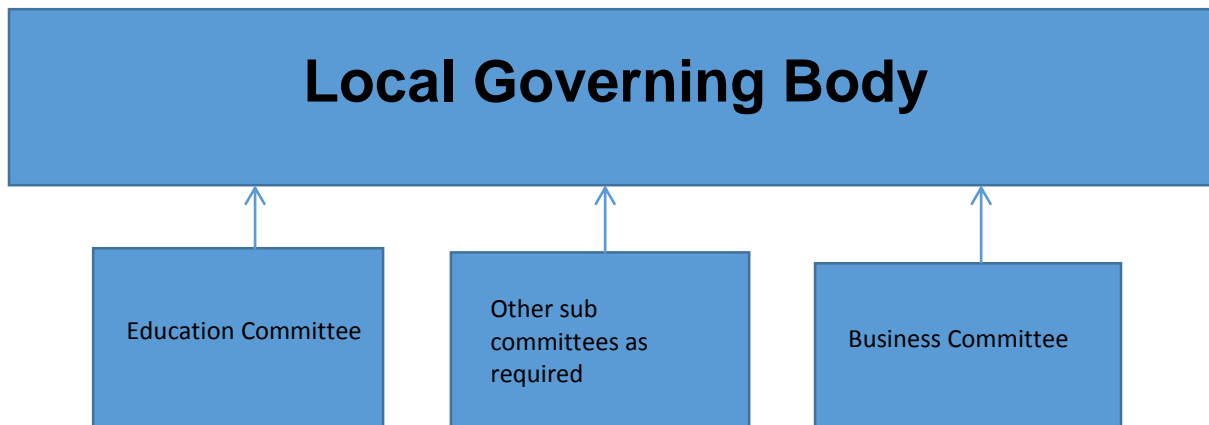 Local Governing Body
Education Committee
Other sub
committees as
required
Business Committee